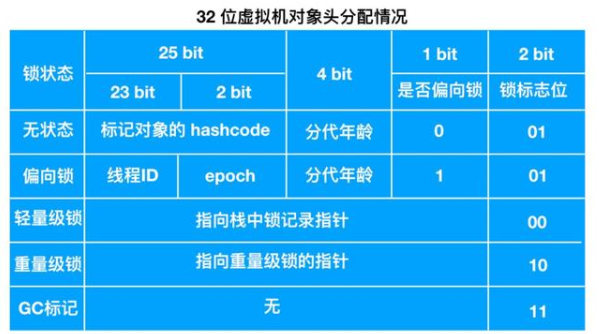 32 位虚拟机对象头分配情况
锁状态 25 bit 4 bit 1 bit 2 bit
23 bit 2 bit 是否偏向锁 锁标志位
无状态 标记对象的 hashcode 分代年龄 0 01
偏向锁 线程ID epoch 分代年龄 1 01
轻量级锁 指向栈中锁记录指针 00
重量级锁 指向重量级锁的指针 10
GC标记 无 11